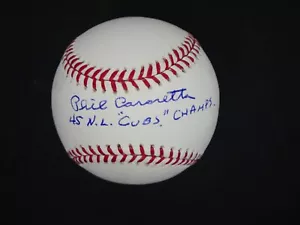 Phil Cavarretta
45 N.L. "CUBS" CHAMPS.